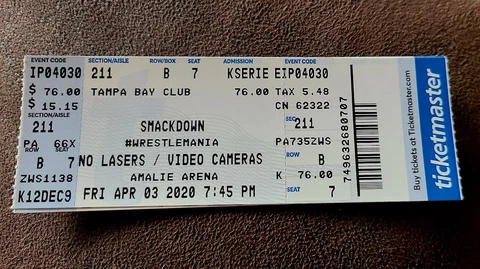 EVENT CODE SECTION/AISLE ROW/BOX SEAT ADMISSION EVENT CODE
IP04030 211 B 7 KSERIE EIP04030
$ 76.00 TAMPA BAY CLUB 76.00 TAX 5.48
$ 15.15 CN 62322
SECTION/AISLE SMACKDOWN SEC
211 211
PA 66X #WRESTLEMANIA PA735ZWS
ROW SEAT ROW
B 7 NO LASERS / VIDEO CAMERAS B
ZWS1138 AMALIE ARENA K 76.00
K12DEC9 FRI APR 03 2020 7:45 PM SEAT 7
749632680707
Buy tickets at Ticketmaster.com
ticketmaster